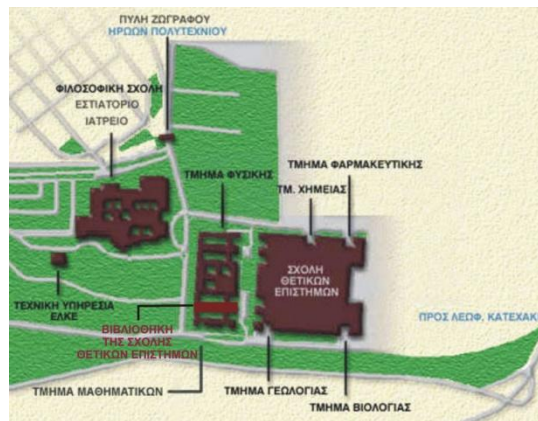 ΠΥΛΗ ΖΩΓΡΑΦΟΥ
ΗΡΩΩΝ ΠΟΛΥΤΕΧΝΙΟΥ
ΦΙΛΟΣΟΦΙΚΗ ΣΧΟΛΗ
ΕΣΤΙΑΤΟΡΙΟ
ΙΑΤΡΕΙΟ
ΤΜΗΜΑ ΦΥΣΙΚΗΣ
ΤΜΗΜΑ ΦΑΡΜΑΚΕΥΤΙΚΗΣ
ΤΜ. ΧΗΜΕΙΑΣ
ΣΧΟΛΗ
ΘΕΤΙΚΩΝ
ΕΠΙΣΤΗΜΩΝ
ΤΕΧΝΙΚΗ ΥΠΗΡΕΣΙΑ
ΕΛΚΕ
ΒΙΒΛΙΟΘΗΚΗ
ΤΗΣ ΣΧΟΛΗΣ
ΘΕΤΙΚΩΝ ΕΠΙΣΤΗΜΩΝ
ΠΡΟΣ ΛΕΩΦ. ΚΑΤΕΧΑΚΗ
ΤΜΗΜΑ ΜΑΘΗΜΑΤΙΚΩΝ
ΤΜΗΜΑ ΓΕΩΛΟΓΙΑΣ
ΤΜΗΜΑ ΒΙΟΛΟΓΙΑΣ